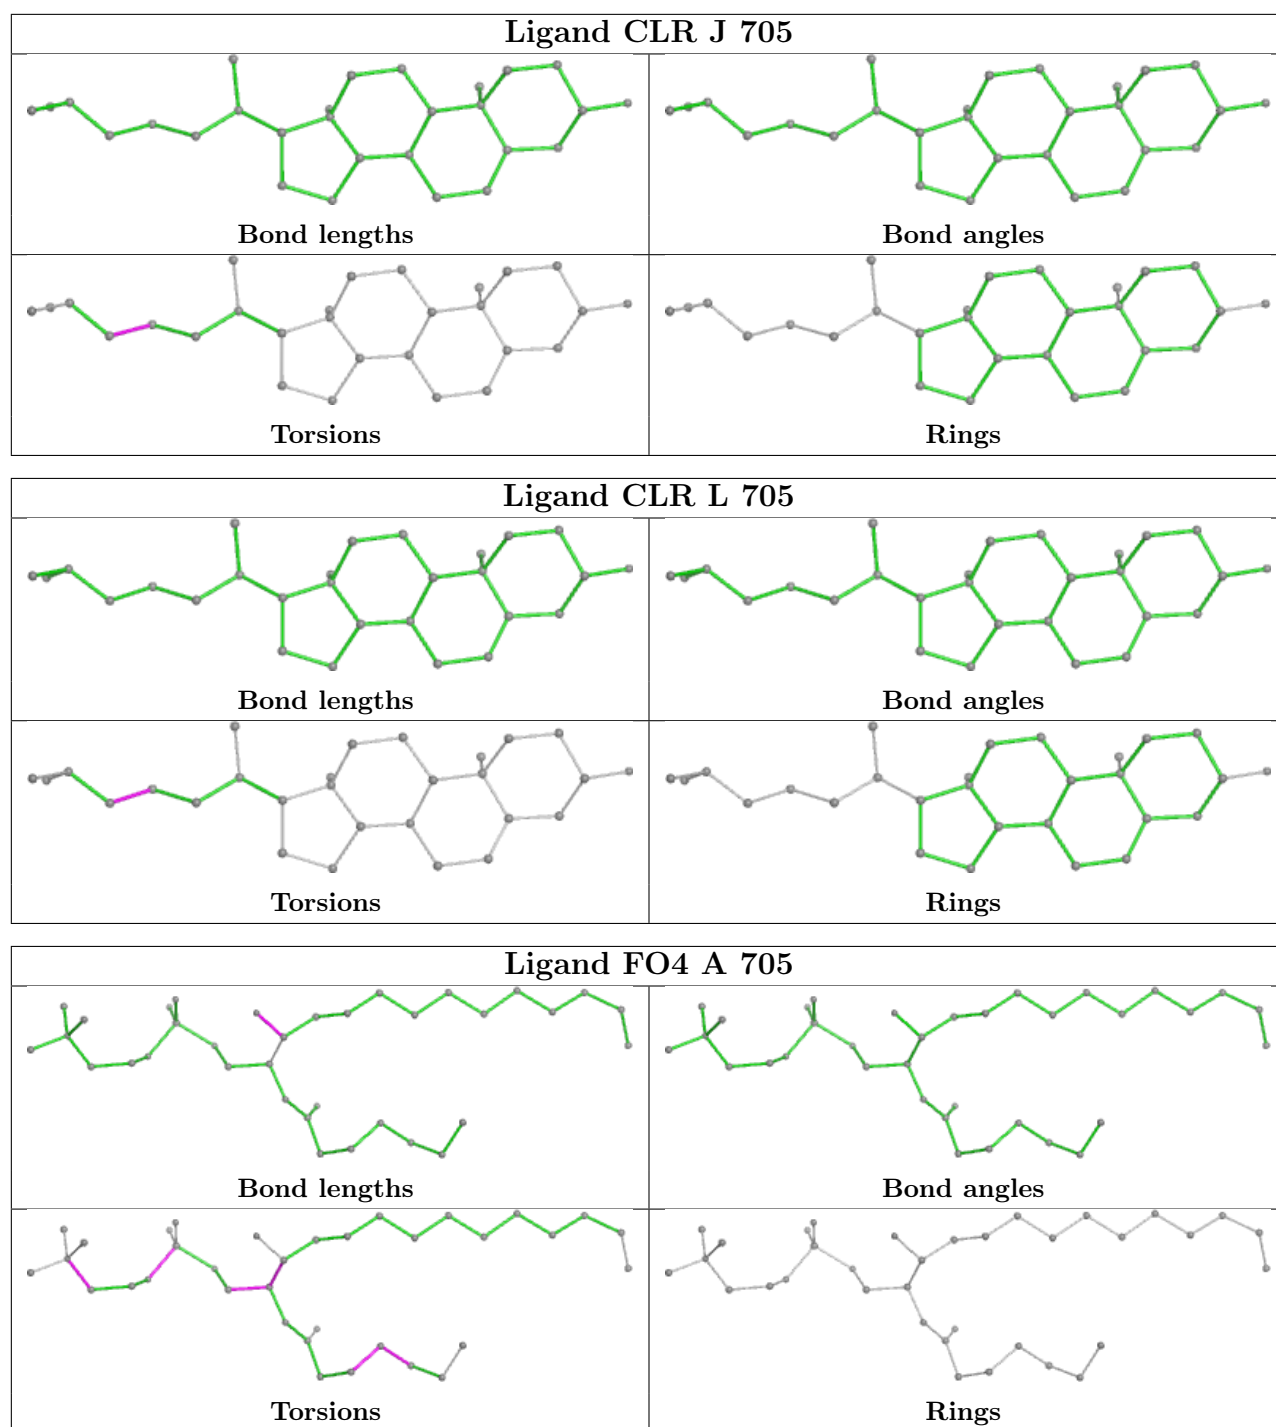 Ligand CLR J 705
Bond lengths
Bond angles
Torsions
Rings
Ligand CLR L 705
Bond lengths
Bond angles
Torsions
Rings
Ligand FO4 A 705
Bond lengths
Bond angles
Torsions
Rings